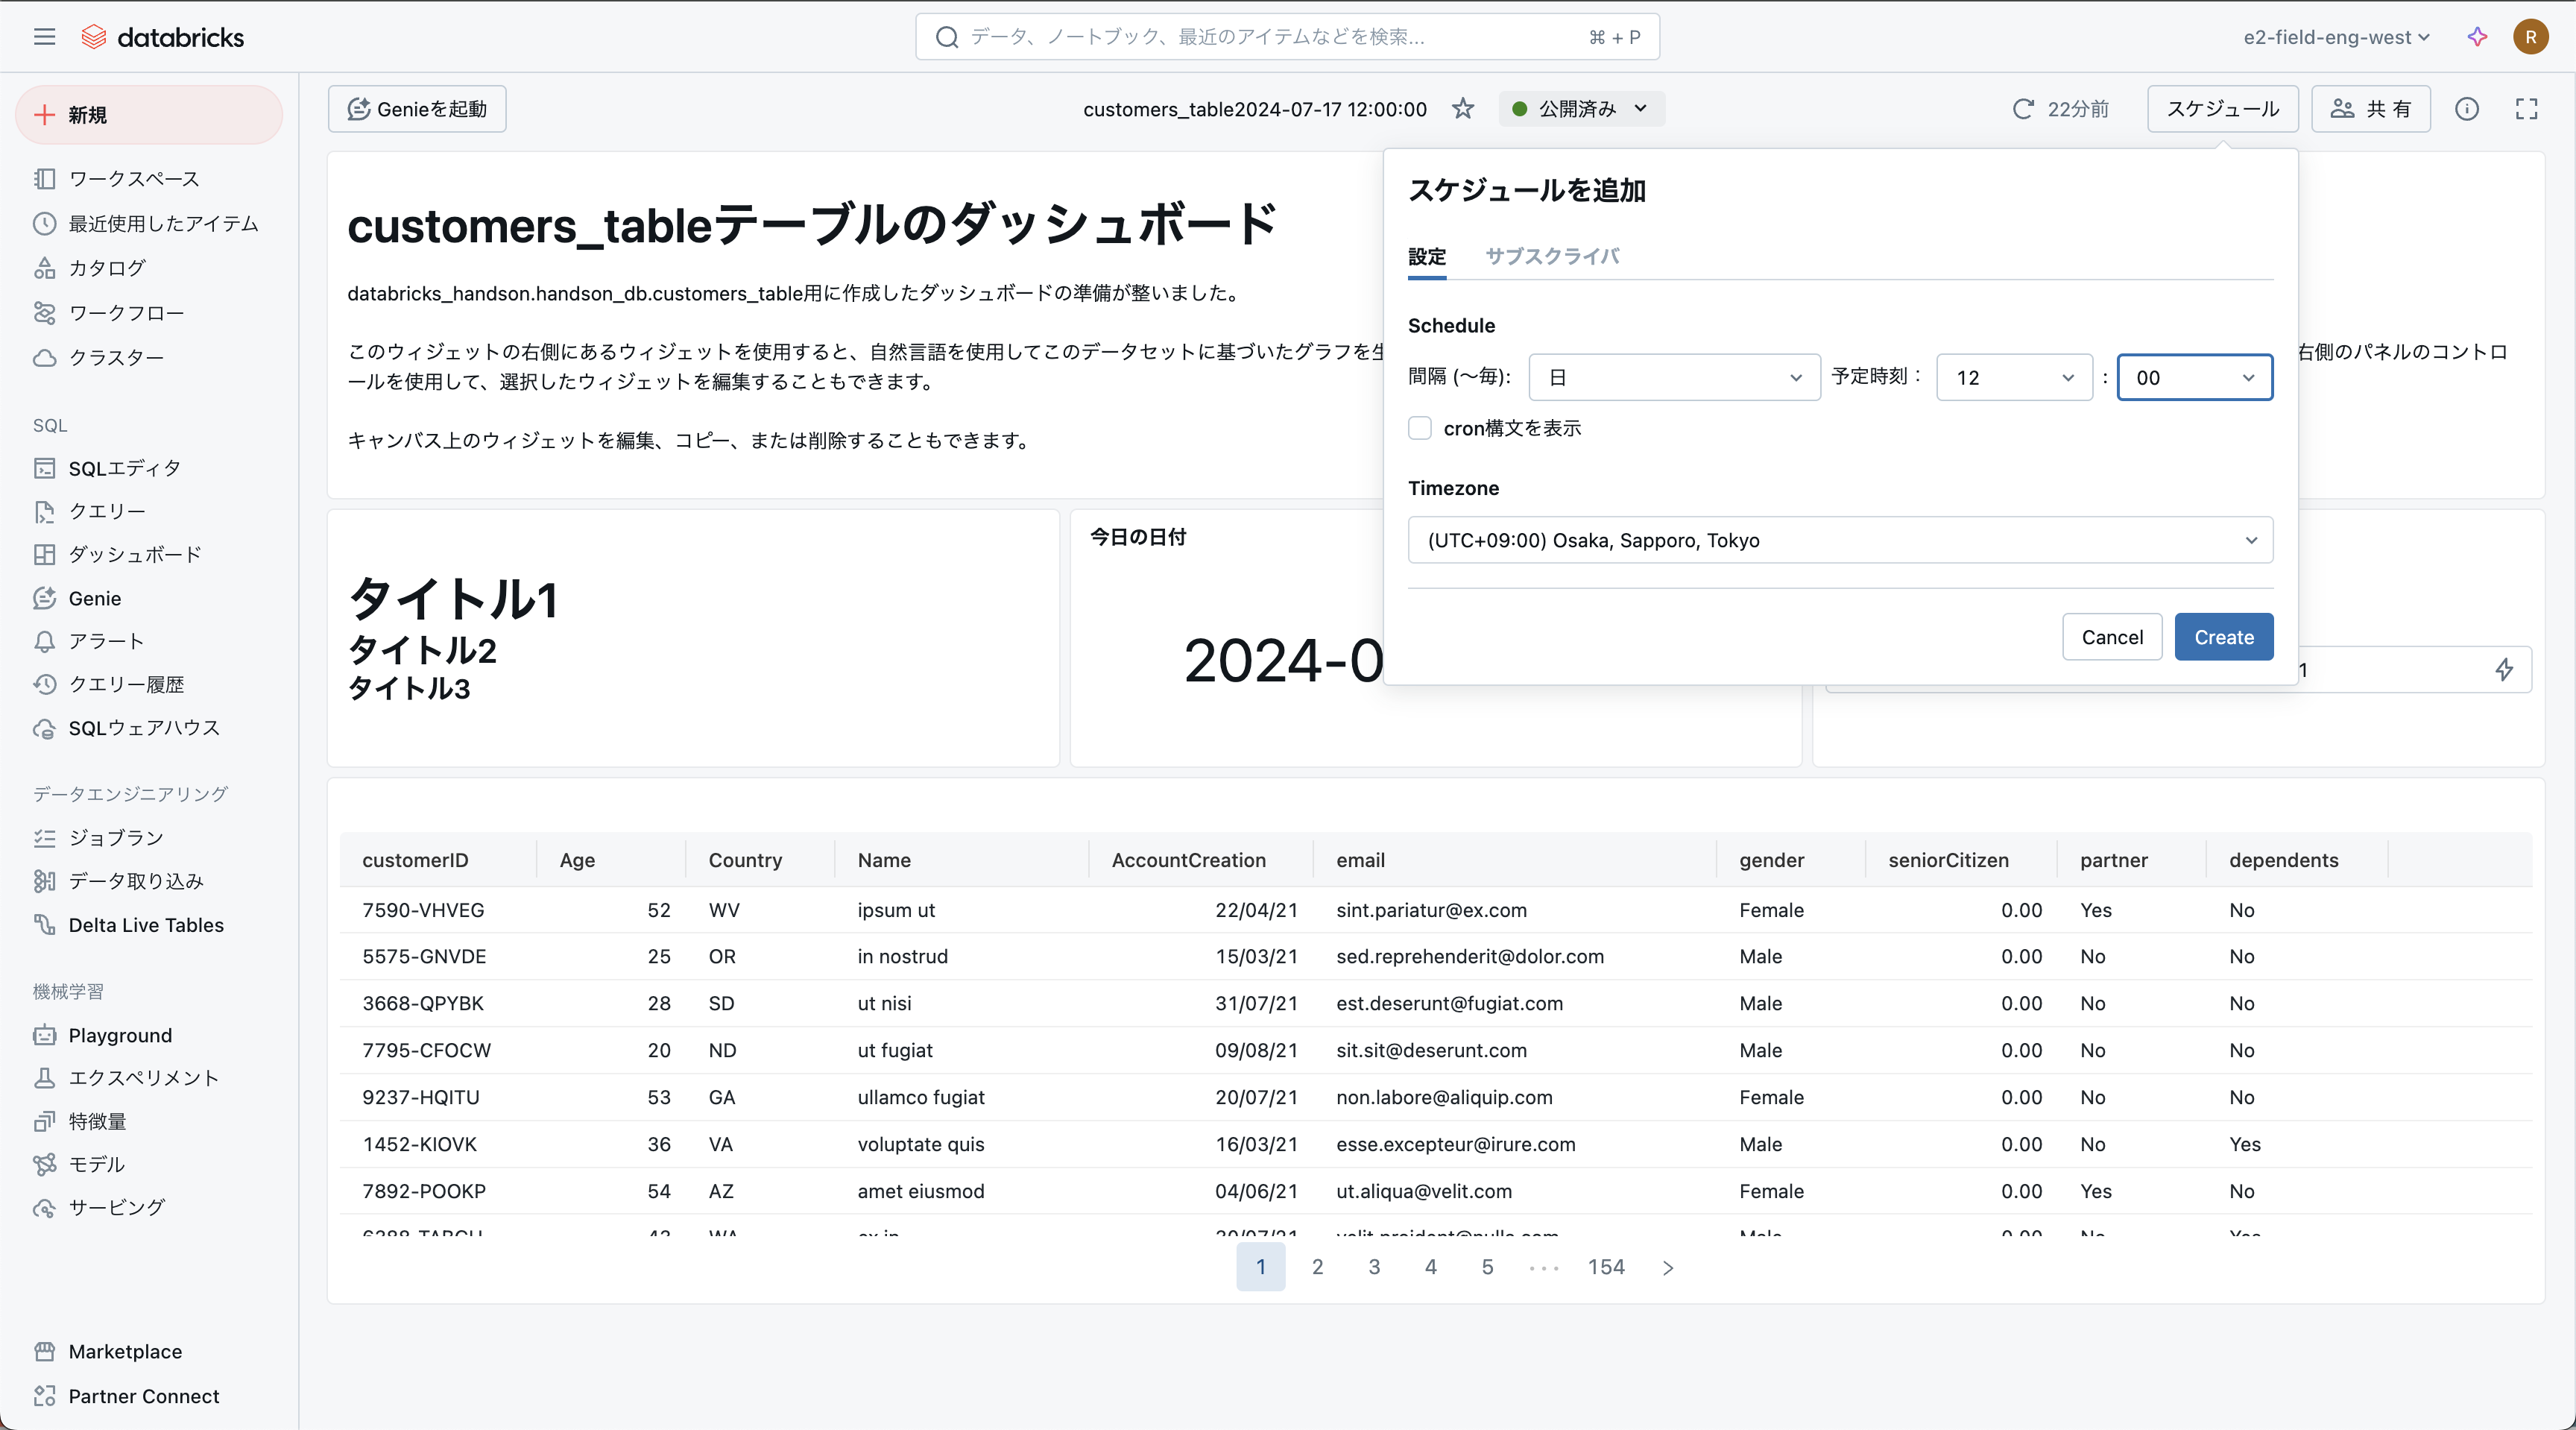 databricks
データ、ノートブック、最近のアイテムなどを検索...
⌘ + P
e2-field-eng-west
R
新規
ワークスペース
最近使用したアイテム
カタログ
ワークフロー
クラスター
SQL
SQLエディタ
クエリー
ダッシュボード
Genie
アラート
クエリー履歴
SQLウェアハウス
データエンジニアリング
ジョブラン
データ取り込み
Delta Live Tables
機械学習
Playground
エクスペリメント
特徴量
モデル
サービング
Marketplace
Partner Connect
Genieを起動
customers_table2024-07-17 12:00:00
公開済み
22分前
スケジュール
共有
customers_tableテーブルのダッシュボード
databricks_handson.handson_db.customers_table用に作成したダッシュボードの準備が整いました。
このウィジェットの右側にあるウィジェットを使用すると、自然言語を使用してこのデータセットに基づいたグラフを生
右側のパネルのコントロ
ールを使用して、選択したウィジェットを編集することもできます。
キャンバス上のウィジェットを編集、コピー、または削除することもできます。
スケジュールを追加
設定
サブスクライバ
Schedule
間隔 (〜毎): 日 予定時刻： 12 : 00
cron構文を表示
Timezone
(UTC+09:00) Osaka, Sapporo, Tokyo
Cancel
Create
タイトル1
タイトル2
タイトル3
今日の日付
2024-0
1
customerID Age Country Name AccountCreation email gender seniorCitizen partner dependents
7590-VHVEG 52 WV ipsum ut 22/04/21 sint.pariatur@ex.com Female 0.00 Yes No
5575-GNVDE 25 OR in nostrud 15/03/21 sed.reprehenderit@dolor.com Male 0.00 No No
3668-QPYBK 28 SD ut nisi 31/07/21 est.deserunt@fugiat.com Male 0.00 No No
7795-CFOCW 20 ND ut fugiat 09/08/21 sit.sit@deserunt.com Male 0.00 No No
9237-HQITU 53 GA ullamco fugiat 20/07/21 non.labore@aliquip.com Female 0.00 No No
1452-KIOVK 36 VA voluptate quis 16/03/21 esse.excepteur@irure.com Male 0.00 No Yes
7892-POOKP 54 AZ amet eiusmod 04/06/21 ut.aliqua@velit.com Female 0.00 Yes No
1 2 3 4 5 ••• 154